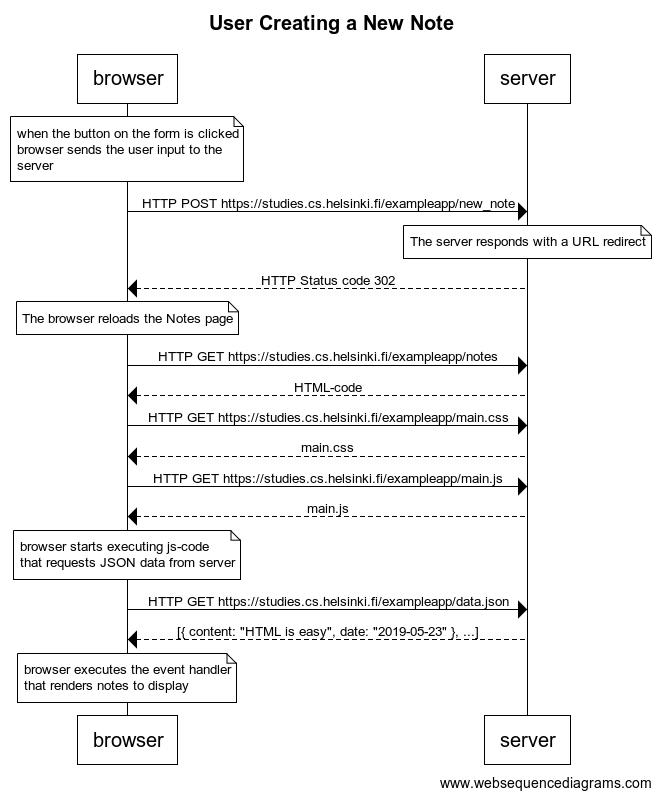 User Creating a New Note
browser
server
when the button on the form is clicked
browser sends the user input to the
server
HTTP POST https://studies.cs.helsinki.fi/exampleapp/new_note
The server responds with a URL redirect
HTTP Status code 302
The browser reloads the Notes page
HTTP GET https://studies.cs.helsinki.fi/exampleapp/notes
HTML-code
HTTP GET https://studies.cs.helsinki.fi/exampleapp/main.css
main.css
HTTP GET https://studies.cs.helsinki.fi/exampleapp/main.js
main.js
browser starts executing js-code
that requests JSON data from server
HTTP GET https://studies.cs.helsinki.fi/exampleapp/data.json
[{ content: "HTML is easy", date: "2019-05-23" }, ...]
browser executes the event handler
that renders notes to display
browser
server
www.websequencediagrams.com